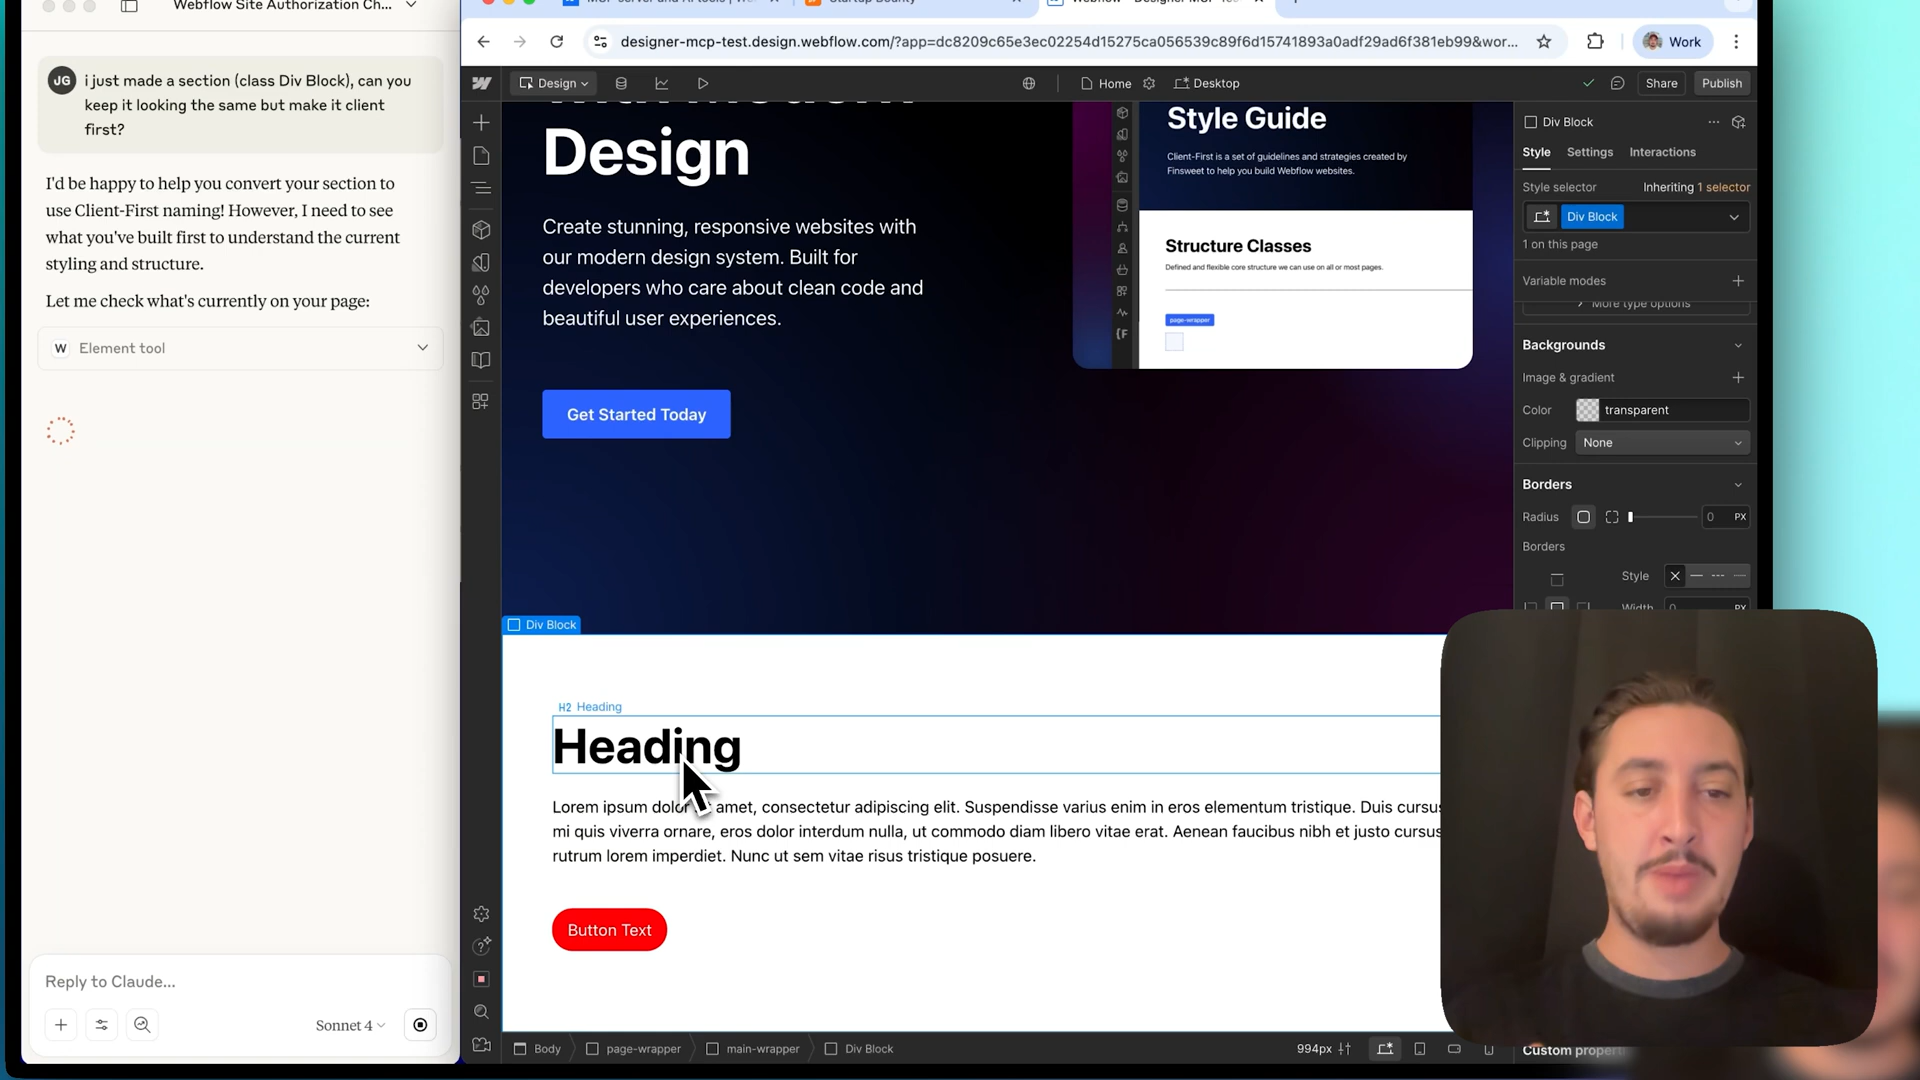 Webflow Site Authorization Ch...
JG
i just made a section (class Div Block), can you
keep it looking the same but make it client
first?
I'd be happy to help you convert your section to
use Client-First naming! However, I need to see
what you've built first to understand the current
styling and structure.
Let me check what's currently on your page:
W Element tool
Reply to Claude...
Sonnet 4
designer-mcp-test.design.webflow.com/?app=dc8209c65e3ec02254d15275ca056539c89f6d15741893a0adf29ad6f381eb99&wor...
Work
Design
Home
Desktop
Share
Publish
Design
Create stunning, responsive websites with
our modern design system. Built for
developers who care about clean code and
beautiful user experiences.
Get Started Today
Style Guide
Client-First is a set of guidelines and strategies created by
Finsweet to help you build Webflow websites.
Structure Classes
Defined and flexible core structure we can use on all or most pages.
page-wrapper
Div Block
H2 Heading
Heading
Lorem ipsum dolor amet, consectetur adipiscing elit. Suspendisse varius enim in eros elementum tristique. Duis cursus
mi quis viverra ornare, eros dolor interdum nulla, ut commodo diam libero vitae erat. Aenean faucibus nibh et justo cursus
rutrum lorem imperdiet. Nunc ut sem vitae risus tristique posuere.
Button Text
Body
page-wrapper
main-wrapper
Div Block
994px
Div Block
Style
Settings
Interactions
Style selector
Inheriting 1 selector
Div Block
1 on this page
Variable modes
More type options
Backgrounds
Image & gradient
Color
transparent
Clipping
None
Borders
Radius
0 PX
Borders
Style
Width
0 PX